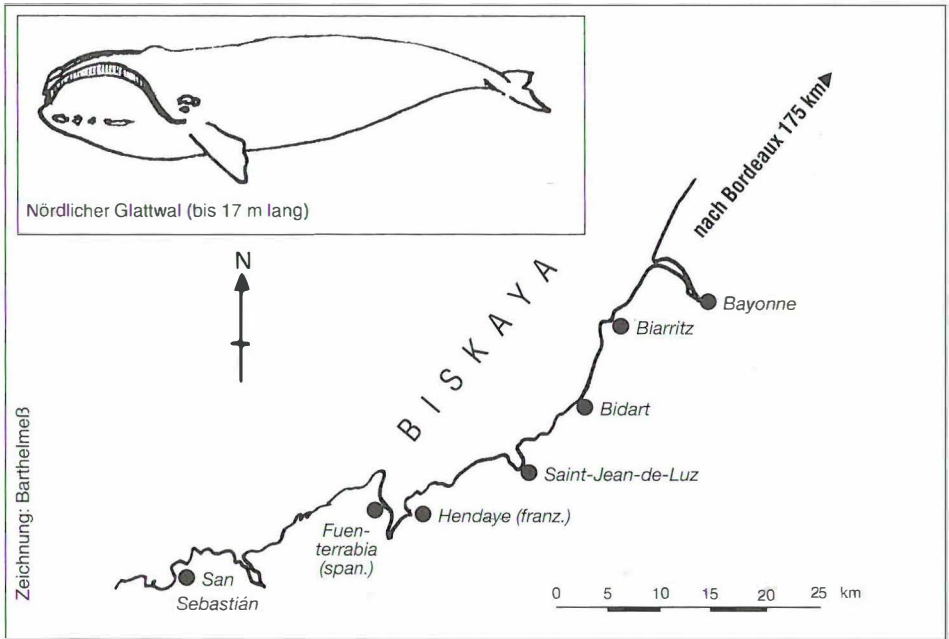 Nördlicher Glattwal (bis 17 m lang)
nach Bordeaux 175 km
N
BISKAYA
Bayonne
Biarritz
Bidart
Saint-Jean-de-Luz
Hendaye (franz.)
Fuen-
terrabia
(span.)
San
Sebastián
0 5 10 15 20 25 km
Zeichnung: Barthelmeß